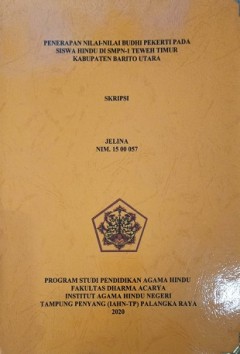 PENERAPAN NILAI-NILAI BUDHI PEKERTI PADA
SISWA HINDU DI SMPN-1 TEWEH TIMUR
KABUPATEN BARITO UTARA
SKRIPSI
JELINA
NIM. 15 00 057
PROGRAM STUDI PENDIDIKAN AGAMA HINDU
FAKULTAS DHARMA ACARYA
INSTITUT AGAMA HINDU NEGERI
TAMPUNG PENYANG (IAHN-TP) PALANGKA RAYA
2020